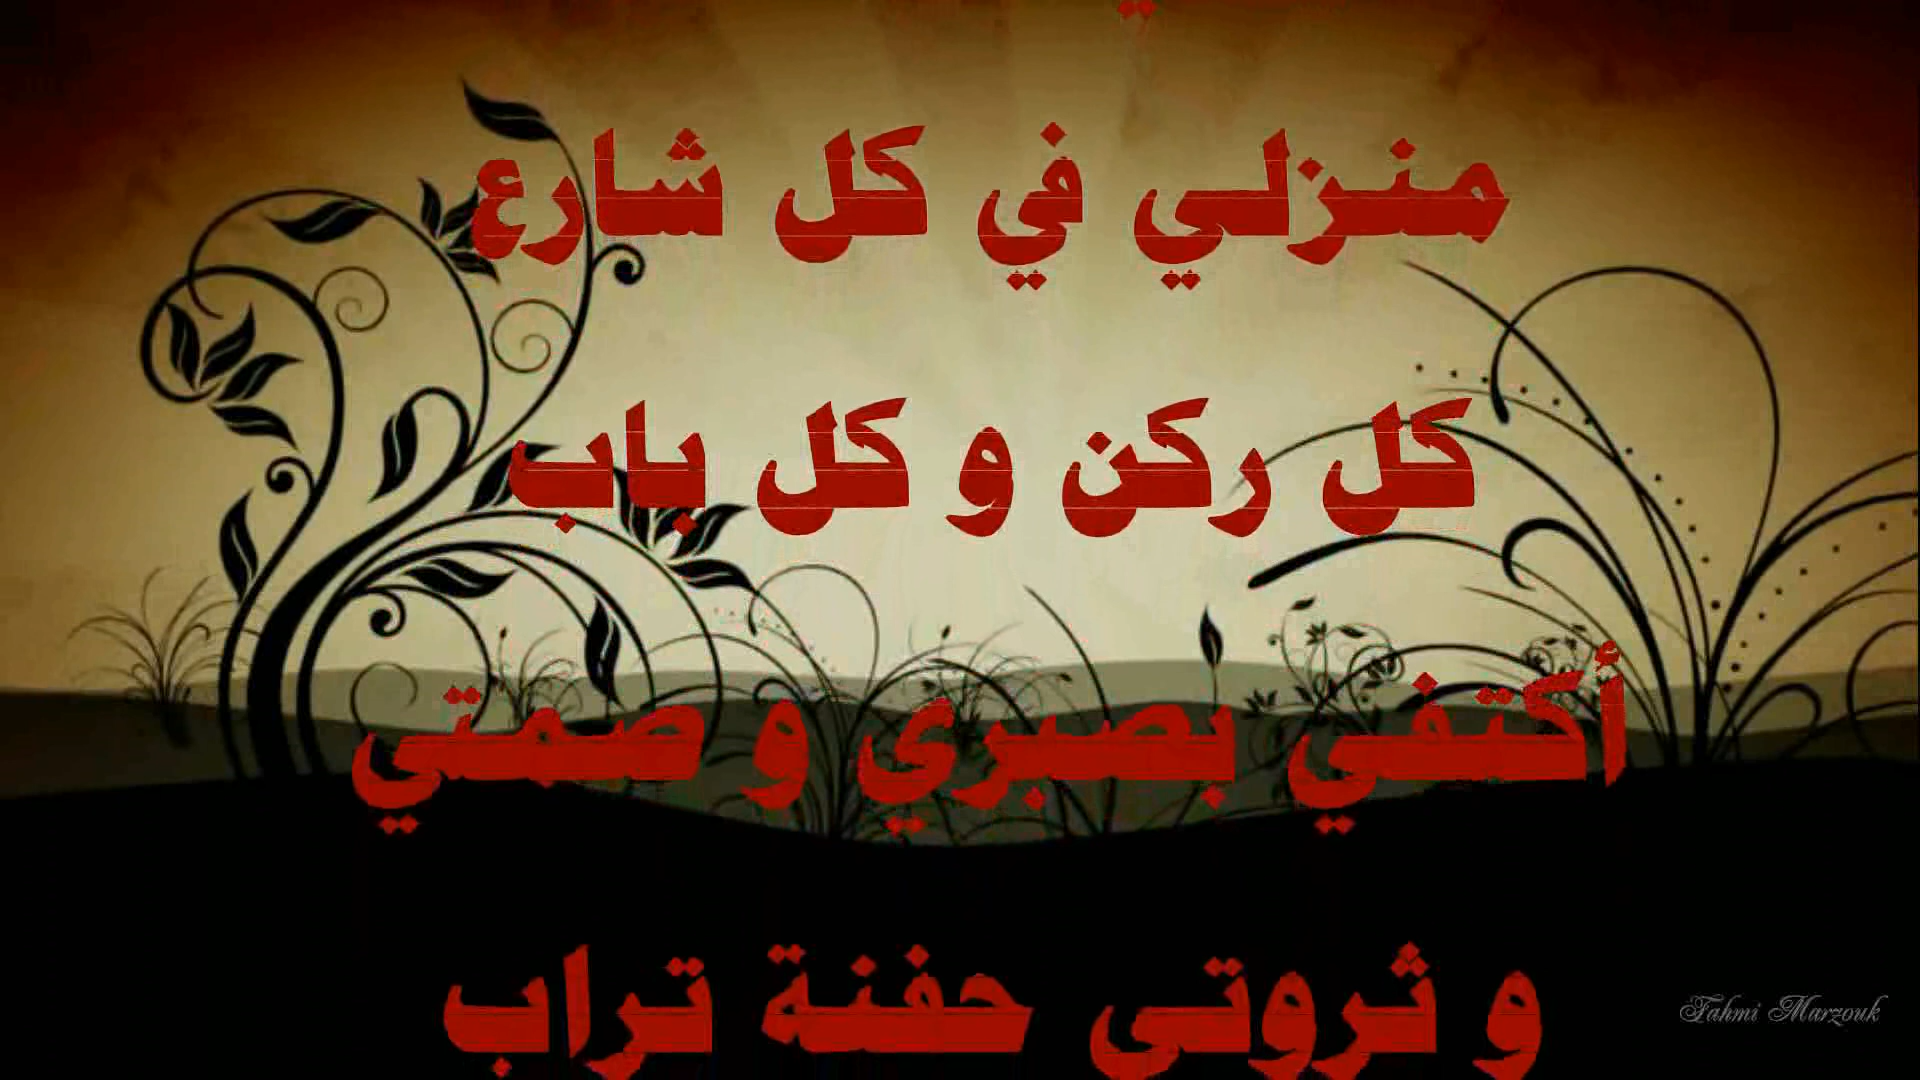 منزلي في كل شارع
كل ركن و كل باب
أكتفي بصبري و صمتي
و ثروتي حفنة تراب
Fahmi Marzouk